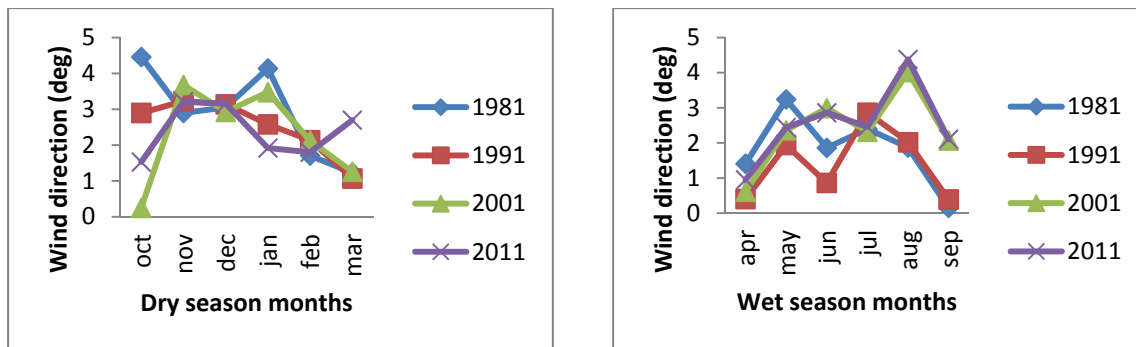 Wind direction (deg)
5
4
3
2
1
0
oct
nov
dec
jan
feb
mar
Dry season months
1981
1991
2001
2011
Wind direction (deg)
5
4
3
2
1
0
apr
may
jun
jul
aug
sep
Wet season months
1981
1991
2001
2011